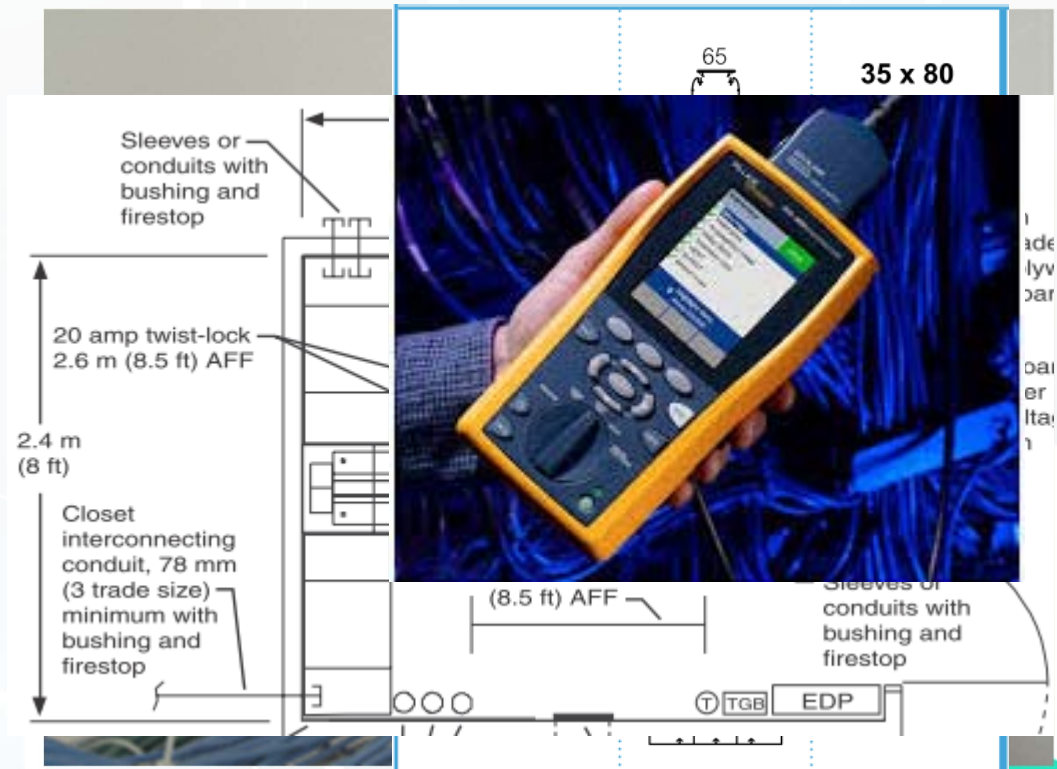 65
35 x 80
Sleeves or
conduits with
bushing and
firestop
20 amp twist-lock
2.6 m (8.5 ft) AFF
2.4 m
(8 ft)
Closet
interconnecting
conduit, 78 mm
(3 trade size)
minimum with
bushing and
firestop
(8.5 ft) AFF
Sleeves or
conduits with
bushing and
firestop
T
TGB
EDP